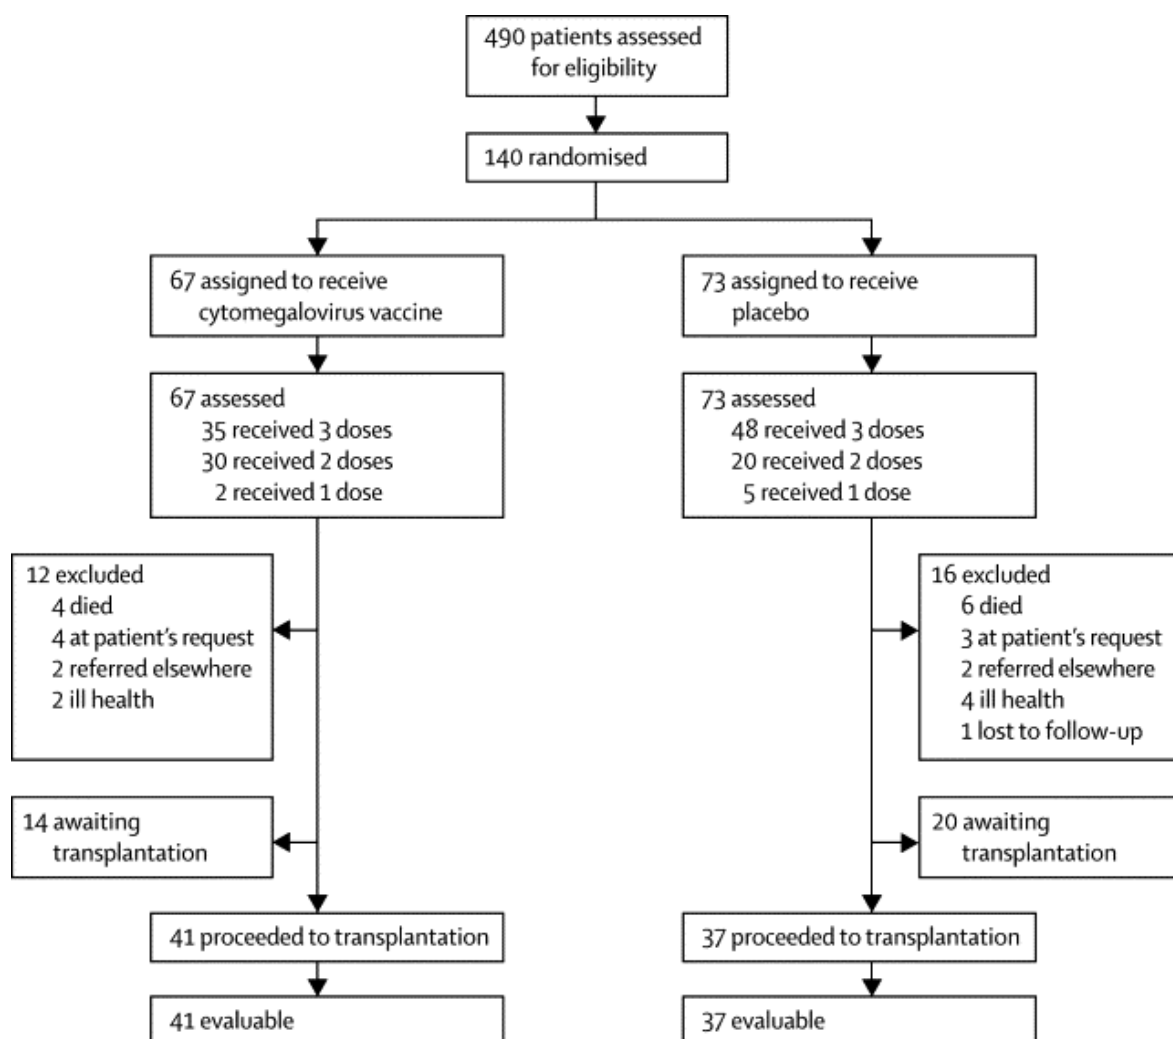 490 patients assessed
for eligibility
140 randomised
67 assigned to receive
cytomegalovirus vaccine
73 assigned to receive
placebo
67 assessed
35 received 3 doses
30 received 2 doses
2 received 1 dose
73 assessed
48 received 3 doses
20 received 2 doses
5 received 1 dose
12 excluded
4 died
4 at patient's request
2 referred elsewhere
2 ill health
16 excluded
6 died
3 at patient's request
2 referred elsewhere
4 ill health
1 lost to follow-up
14 awaiting
transplantation
20 awaiting
transplantation
41 proceeded to transplantation
37 proceeded to transplantation
41 evaluable
37 evaluable